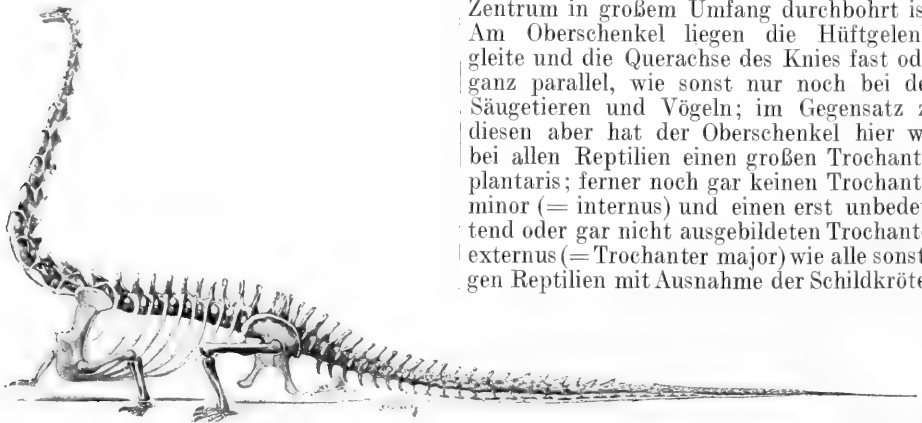 Zentrum in großem Umfang durchbohrt is
Am Oberschenkel liegen die Hüftgelen
gleite und die Querachse des Knies fast od
ganz parallel, wie sonst nur noch bei de
Säugetieren und Vögeln; im Gegensatz z
diesen aber hat der Oberschenkel hier w
bei allen Reptilien einen großen Trochant
plantaris; ferner noch gar keinen Trochant
minor (= internus) und einen erst unbede
tend oder gar nicht ausgebildeten Trochant
externus (= Trochanter major) wie alle sonst
gen Reptilien mit Ausnahme der Schildkröte